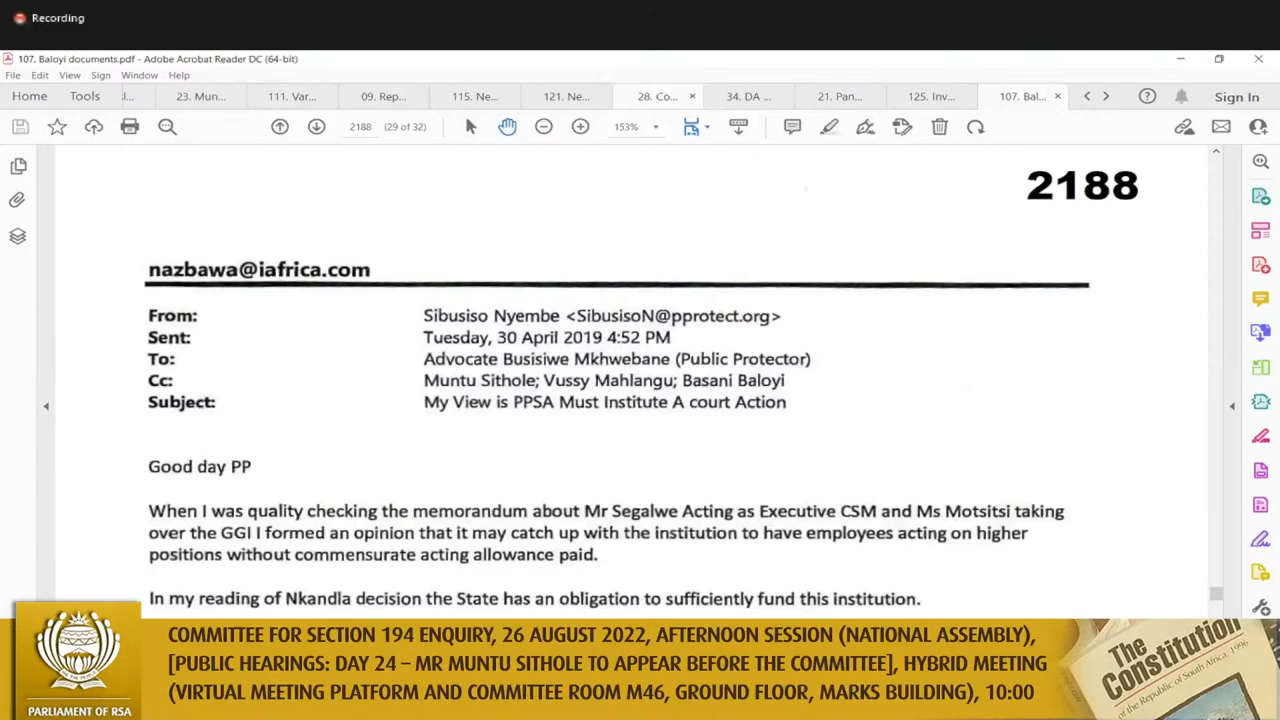 Recording
107. Baloyi documents.pdf - Adobe Acrobat Reader DC (64-bit)
File Edit View Sign Window Help
Home Tools 23. Mun... 111. Var... 09. Rep... 115. Ne... 121. Ne... 28. Co... × 34. DA ... 21. Pan... 125. Inv... 107. Bal... × Sign In
2188 (29 of 32) 153%
2188
nazbawa@iafrica.com
From: Sibusiso Nyembe <SibusisoN@pprotect.org>
Sent: Tuesday, 30 April 2019 4:52 PM
To: Advocate Busisiwe Mkhwebane (Public Protector)
Cc: Muntu Sithole; Vussy Mahlangu; Basani Baloyi
Subject: My View is PPSA Must Institute A court Action
Good day PP
When I was quality checking the memorandum about Mr Segalwe Acting as Executive CSM and Ms Motsitsi taking
over the GGI I formed an opinion that it may catch up with the institution to have employees acting on higher
positions without commensurate acting allowance paid.
In my reading of Nkandla decision the State has an obligation to sufficiently fund this institution.
COMMITTEE FOR SECTION 194 ENQUIRY, 26 AUGUST 2022, AFTERNOON SESSION (NATIONAL ASSEMBLY),
[PUBLIC HEARINGS: DAY 24 – MR MUNTU SITHOLE TO APPEAR BEFORE THE COMMITTEE], HYBRID MEETING
(VIRTUAL MEETING PLATFORM AND COMMITTEE ROOM M46, GROUND FLOOR, MARKS BUILDING), 10:00
PARLIAMENT OF RSA
The
Constitution
of the Republic of South Africa, 1996